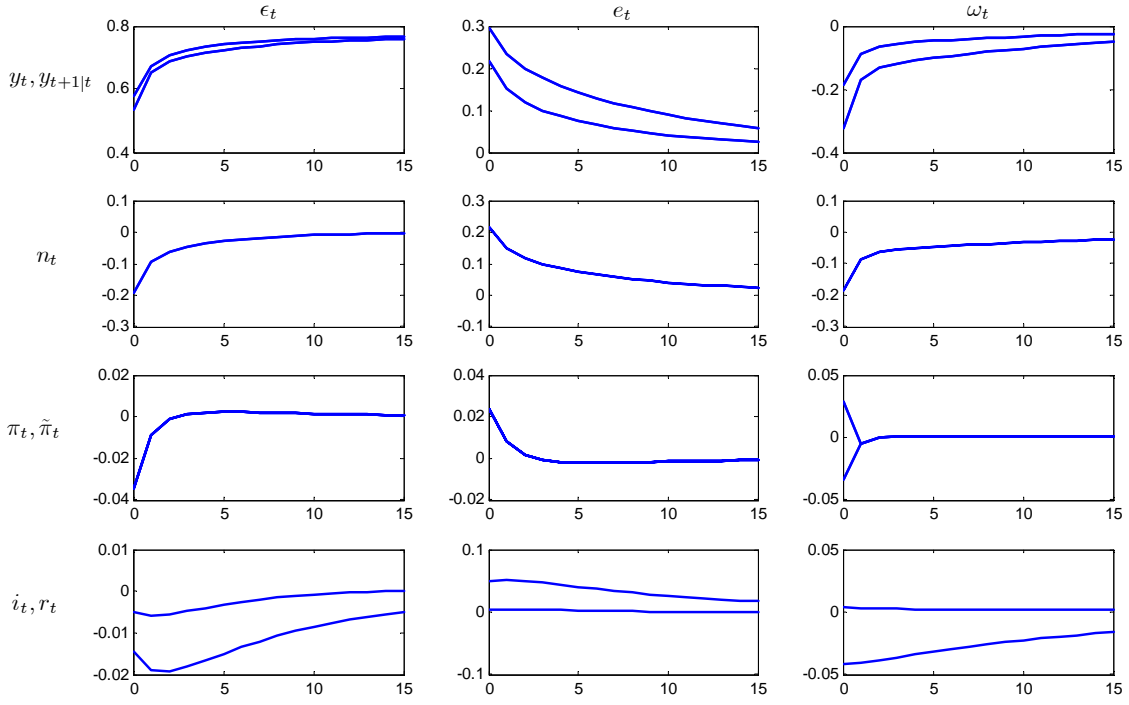 ϵ_t e_t ω_t
y_t, y_{t+1|t}
0.8 0.6 0.4 0 5 10 15
0.3 0.2 0.1 0 0 5 10 15
0 -0.2 -0.4 0 5 10 15
n_t
0.1 0 -0.1 -0.2 -0.3 0 5 10 15
0.3 0.2 0.1 0 -0.1 0 5 10 15
0.1 0 -0.1 -0.2 -0.3 0 5 10 15
π_t, π̃_t
0.02 0 -0.02 -0.04 0 5 10 15
0.04 0.02 0 -0.02 0 5 10 15
0.05 0 -0.05 0 5 10 15
i_t, r_t
0.01 0 -0.01 -0.02 0 5 10 15
0.1 0 -0.1 0 5 10 15
0.05 0 -0.05 0 5 10 15